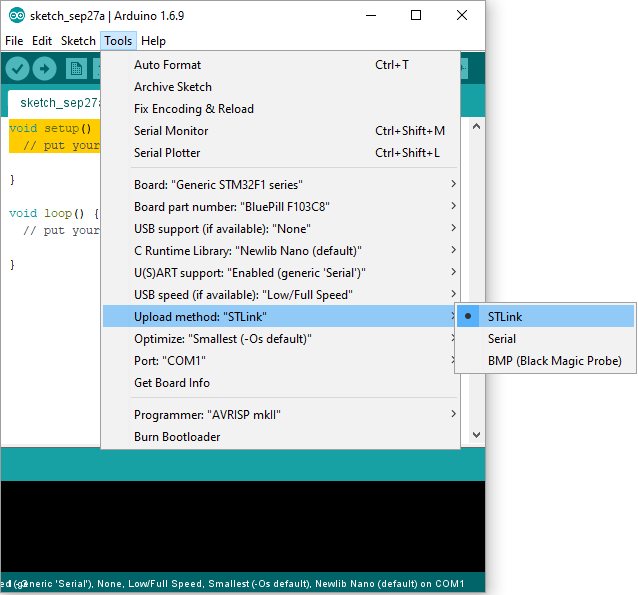 sketch_sep27a | Arduino 1.6.9
File Edit Sketch Tools Help
Auto Format Ctrl+T
Archive Sketch
sketch_sep27a
Fix Encoding & Reload
void setup()
Serial Monitor Ctrl+Shift+M
// put your
Serial Plotter Ctrl+Shift+L
}
Board: "Generic STM32F1 series"
void loop() {
Board part number: "BluePill F103C8"
// put your
USB support (if available): "None"
C Runtime Library: "Newlib Nano (default)"
}
U(S)ART support: "Enabled (generic 'Serial')"
USB speed (if available): "Low/Full Speed"
Upload method: "STLink"
STLink
Optimize: "Smallest (-Os default)"
Serial
Port: "COM1"
BMP (Black Magic Probe)
Get Board Info
Programmer: "AVRISP mkII"
Burn Bootloader
(generic 'Serial'), None, Low/Full Speed, Smallest (-Os default), Newlib Nano (default) on COM1